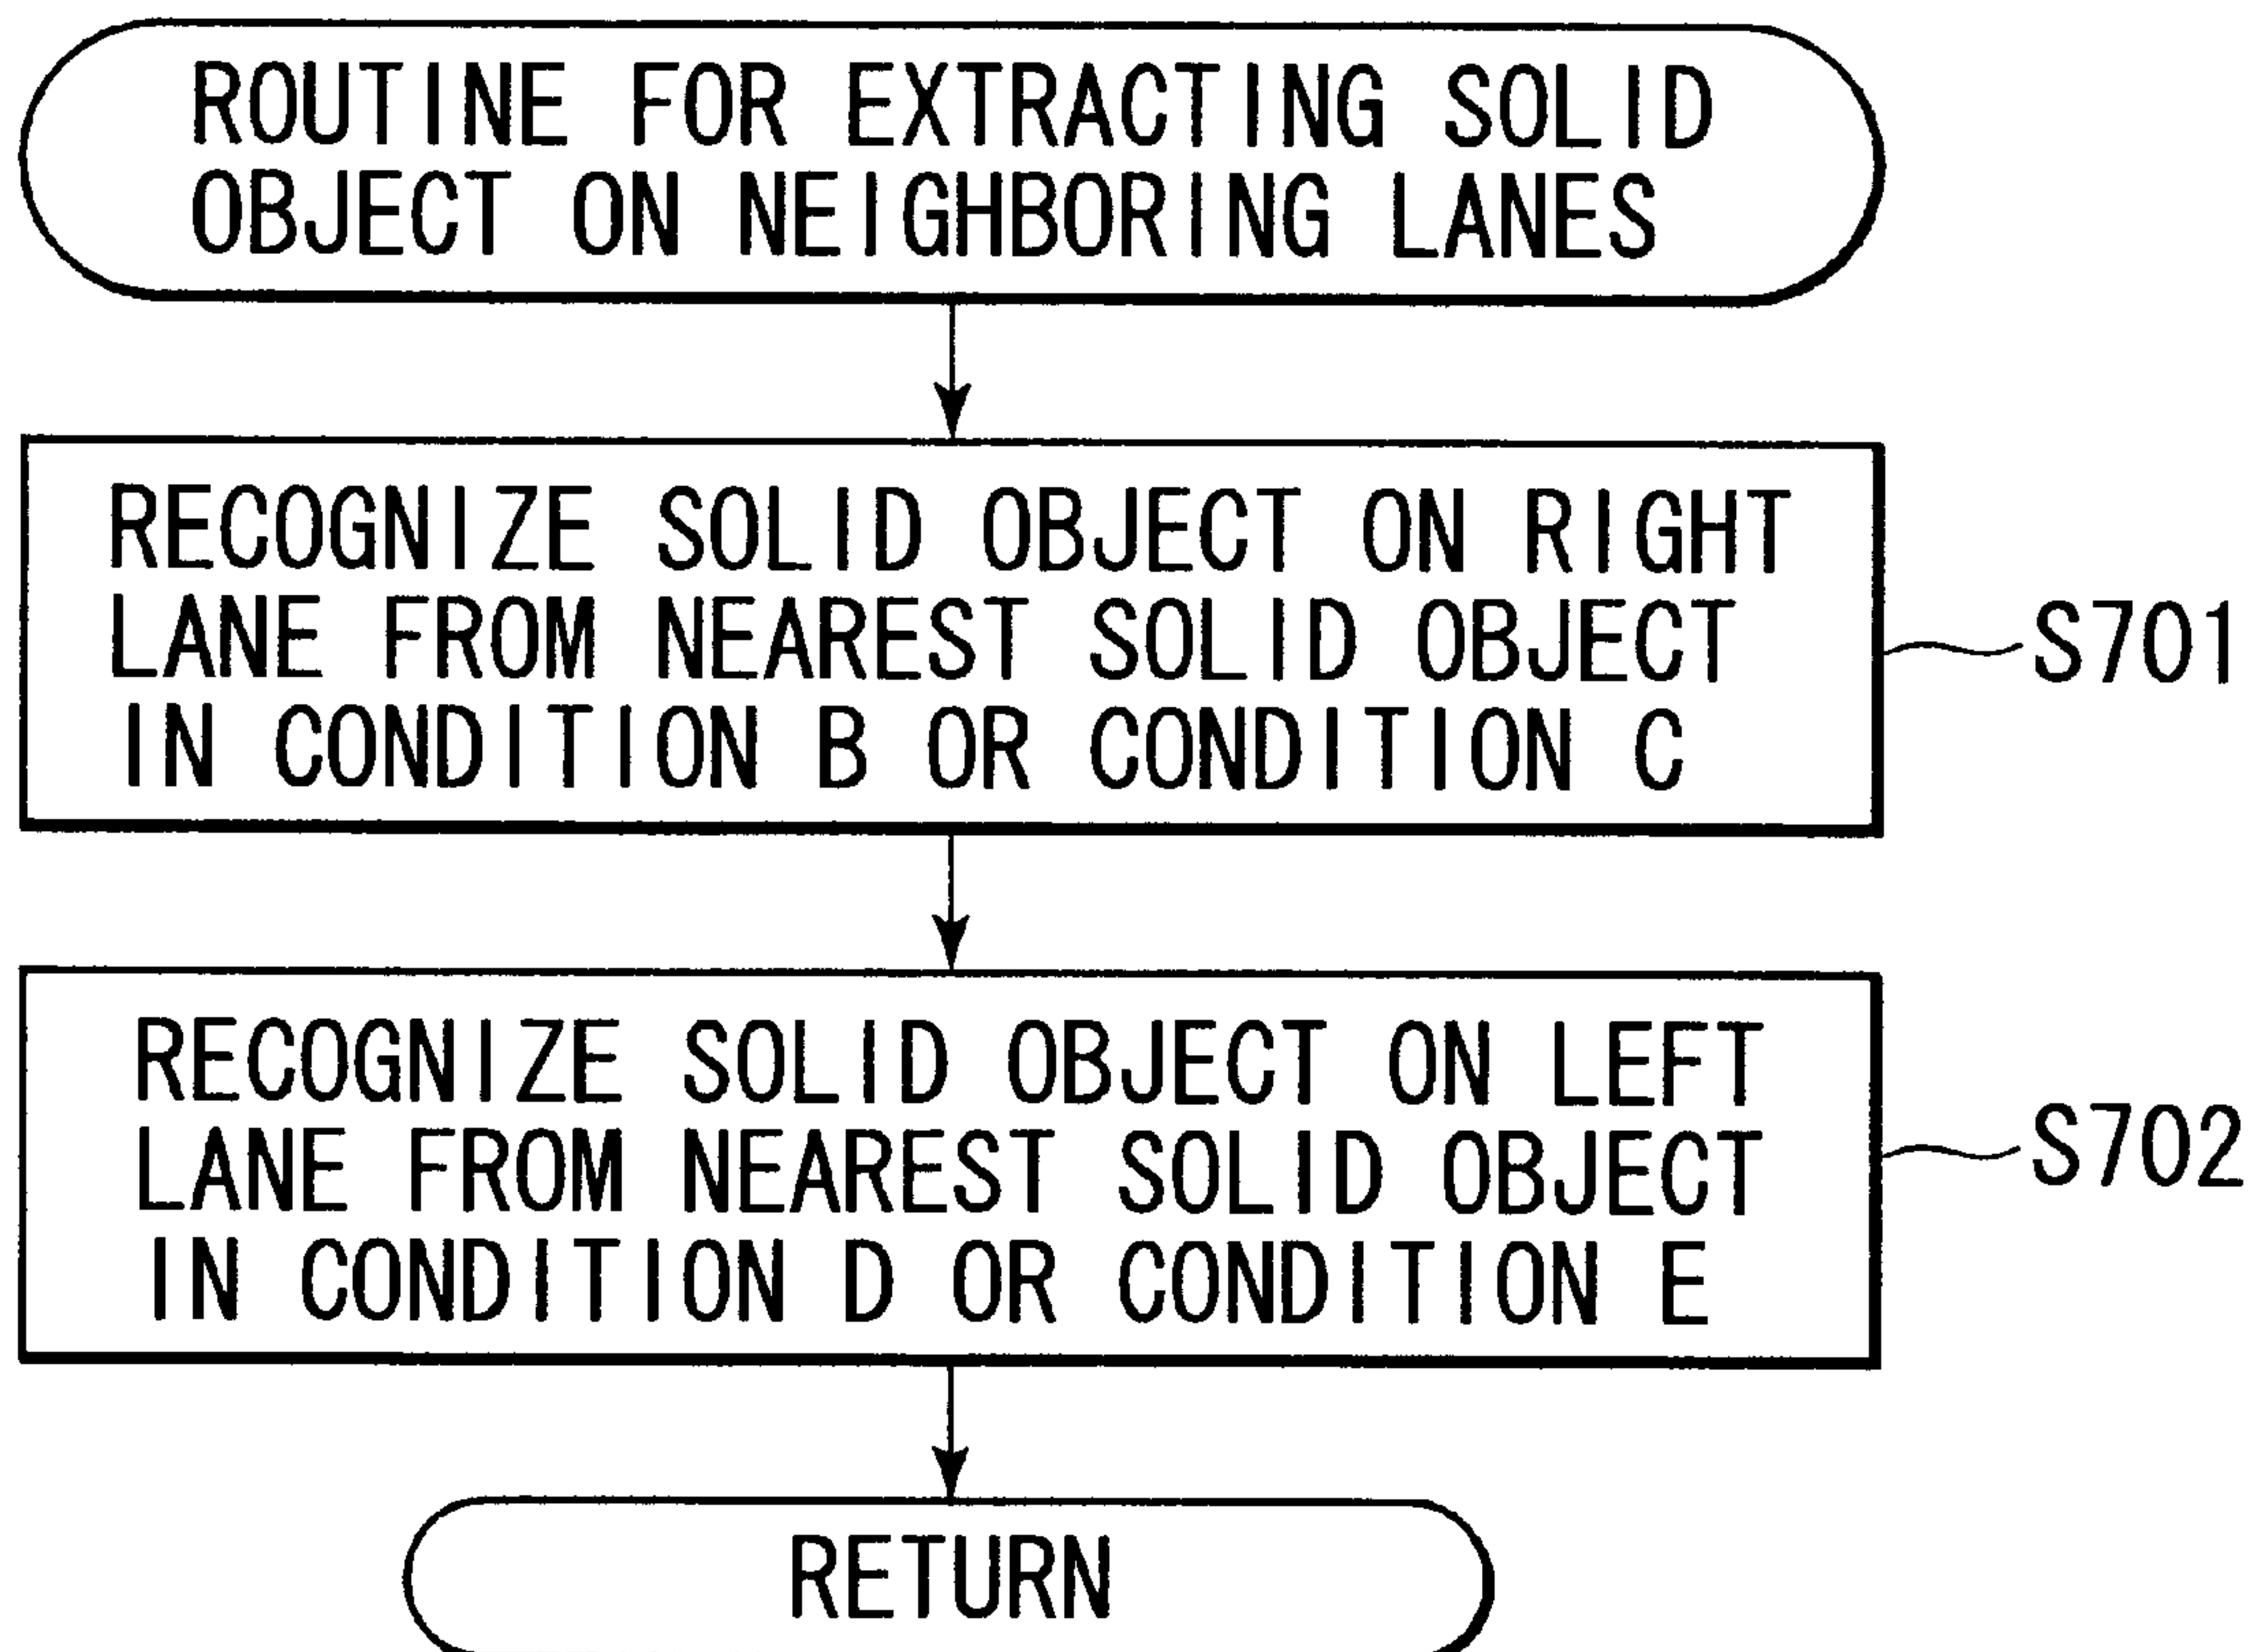 ROUTINE FOR EXTRACTING SOLID
OBJECT ON NEIGHBORING LANES
RECOGNIZE SOLID OBJECT ON RIGHT
LANE FROM NEAREST SOLID OBJECT
IN CONDITION B OR CONDITION C
S701
RECOGNIZE SOLID OBJECT ON LEFT
LANE FROM NEAREST SOLID OBJECT
IN CONDITION D OR CONDITION E
S702
RETURN